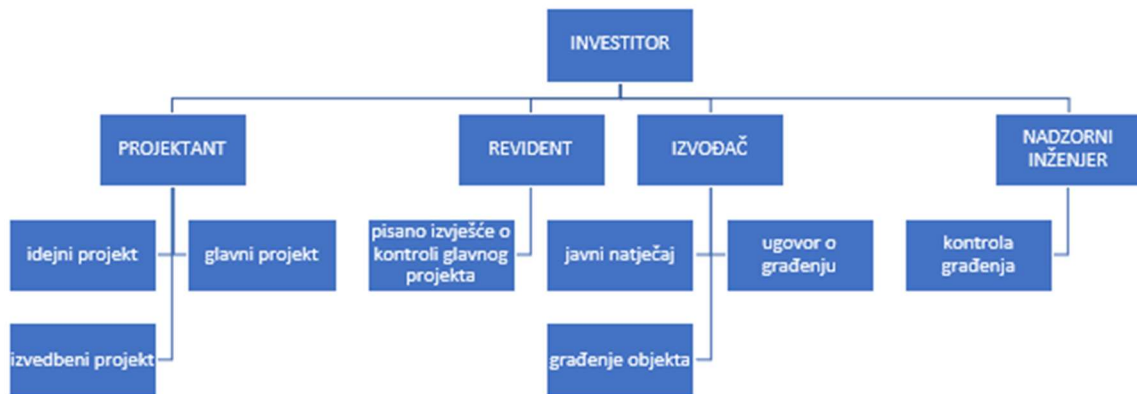 INVESTITOR
PROJEKTANT
REVIDENT
IZVOĐAČ
NADZORNI
INŽENJER
idejni projekt
glavni projekt
pisano izvješće o
kontroli glavnog
projekta
javni natječaj
ugovor o
građenju
kontrola
građenja
izvedbeni projekt
građenje objekta